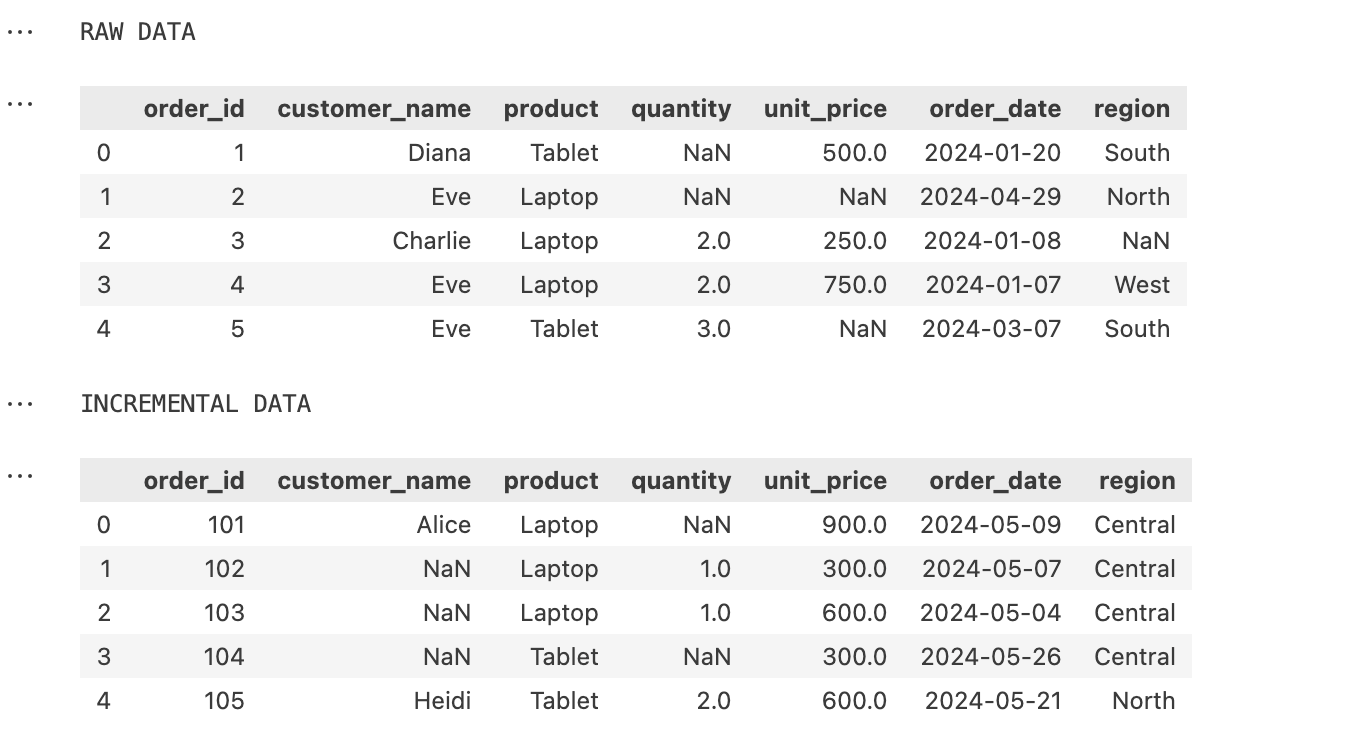 ... RAW DATA
... order_id customer_name product quantity unit_price order_date region
0 1 Diana Tablet NaN 500.0 2024-01-20 South
1 2 Eve Laptop NaN NaN 2024-04-29 North
2 3 Charlie Laptop 2.0 250.0 2024-01-08 NaN
3 4 Eve Laptop 2.0 750.0 2024-01-07 West
4 5 Eve Tablet 3.0 NaN 2024-03-07 South
... INCREMENTAL DATA
... order_id customer_name product quantity unit_price order_date region
0 101 Alice Laptop NaN 900.0 2024-05-09 Central
1 102 NaN Laptop 1.0 300.0 2024-05-07 Central
2 103 NaN Laptop 1.0 600.0 2024-05-04 Central
3 104 NaN Tablet NaN 300.0 2024-05-26 Central
4 105 Heidi Tablet 2.0 600.0 2024-05-21 North